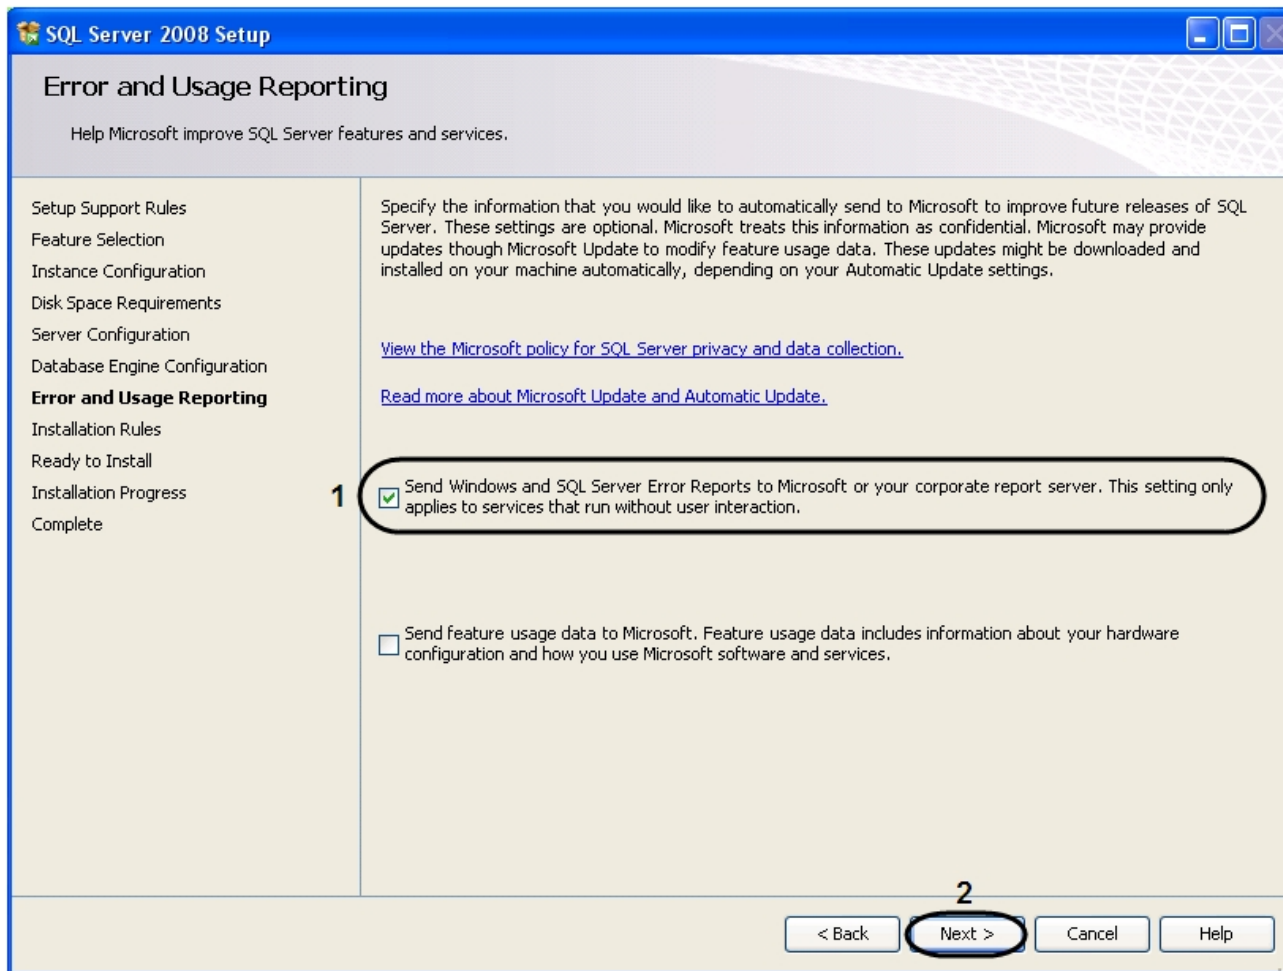 SQL Server 2008 Setup
Error and Usage Reporting
Help Microsoft improve SQL Server features and services.
Setup Support Rules
Feature Selection
Instance Configuration
Disk Space Requirements
Server Configuration
Database Engine Configuration
Error and Usage Reporting
Installation Rules
Ready to Install
Installation Progress
Complete
Specify the information that you would like to automatically send to Microsoft to improve future releases of SQL
Server. These settings are optional. Microsoft treats this information as confidential. Microsoft may provide
updates though Microsoft Update to modify feature usage data. These updates might be downloaded and
installed on your machine automatically, depending on your Automatic Update settings.
View the Microsoft policy for SQL Server privacy and data collection.
Read more about Microsoft Update and Automatic Update.
1
Send Windows and SQL Server Error Reports to Microsoft or your corporate report server. This setting only
applies to services that run without user interaction.
Send feature usage data to Microsoft. Feature usage data includes information about your hardware
configuration and how you use Microsoft software and services.
2
< Back
Next >
Cancel
Help